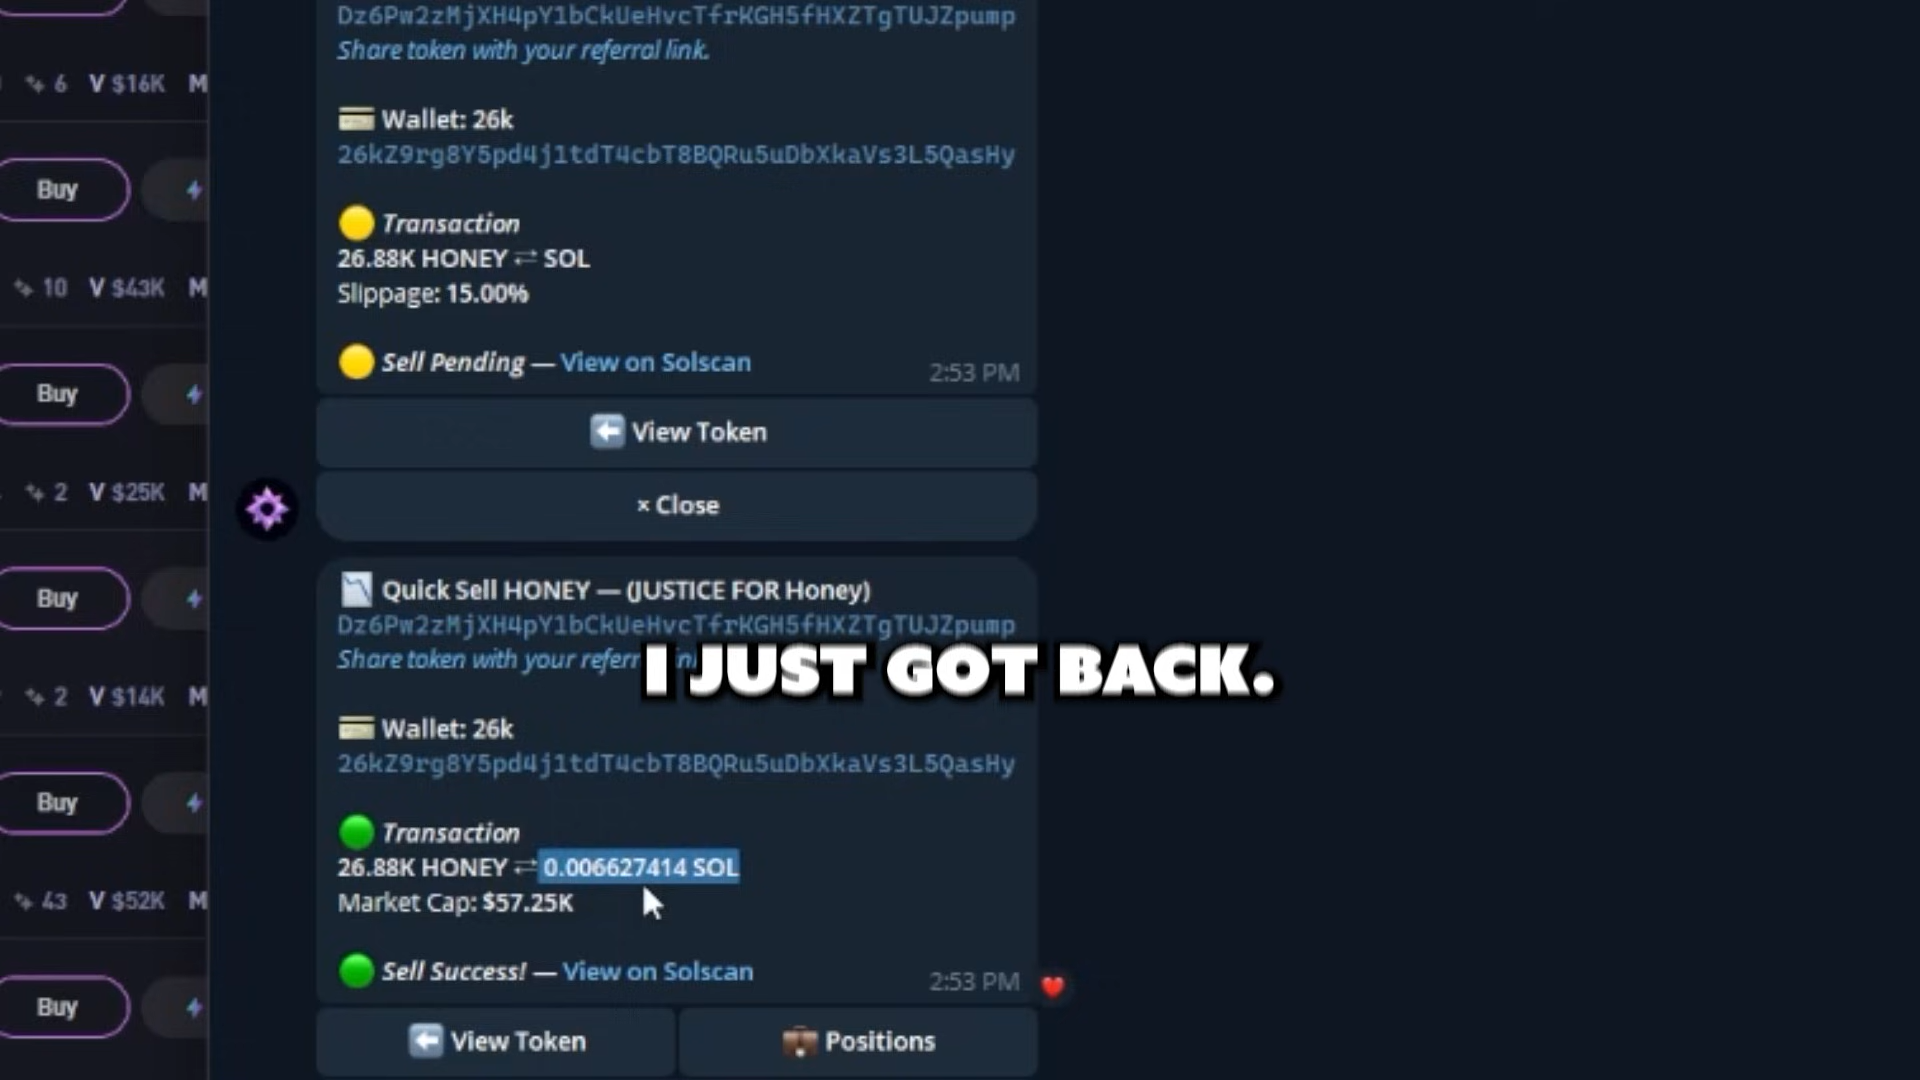 Dz6Pw2zMjXH4pY1bCkUeHvcTfrKGH5fHXZTgTUJZpump
Share token with your referral link.
6 V $16K M
Wallet: 26k
26kZ9rg8Y5pd4j1tdT4cbT8BQRu5uDbXkaVs3L5QasHy
Buy
Transaction
26.88K HONEY ⇄ SOL
10 V $43K M
Slippage: 15.00%
Sell Pending — View on Solscan
2:53 PM
Buy
View Token
2 V $25K M
× Close
Quick Sell HONEY — (JUSTICE FOR Honey)
Buy
Dz6Pw2zMjXH4pY1bCkUeHvcTfrKGH5fHXZTgTUJZpump
Share token with your
I JUST GOT BACK.
2 V $14K M
Wallet: 26k
26kZ9rg8Y5pd4j1tdT4cbT8BQRu5uDbXkaVs3L5QasHy
Buy
Transaction
26.88K HONEY ⇄ 0.006627414 SOL
43 V $52K M
Market Cap: $57.25K
Sell Success! — View on Solscan
2:53 PM
Buy
View Token
Positions